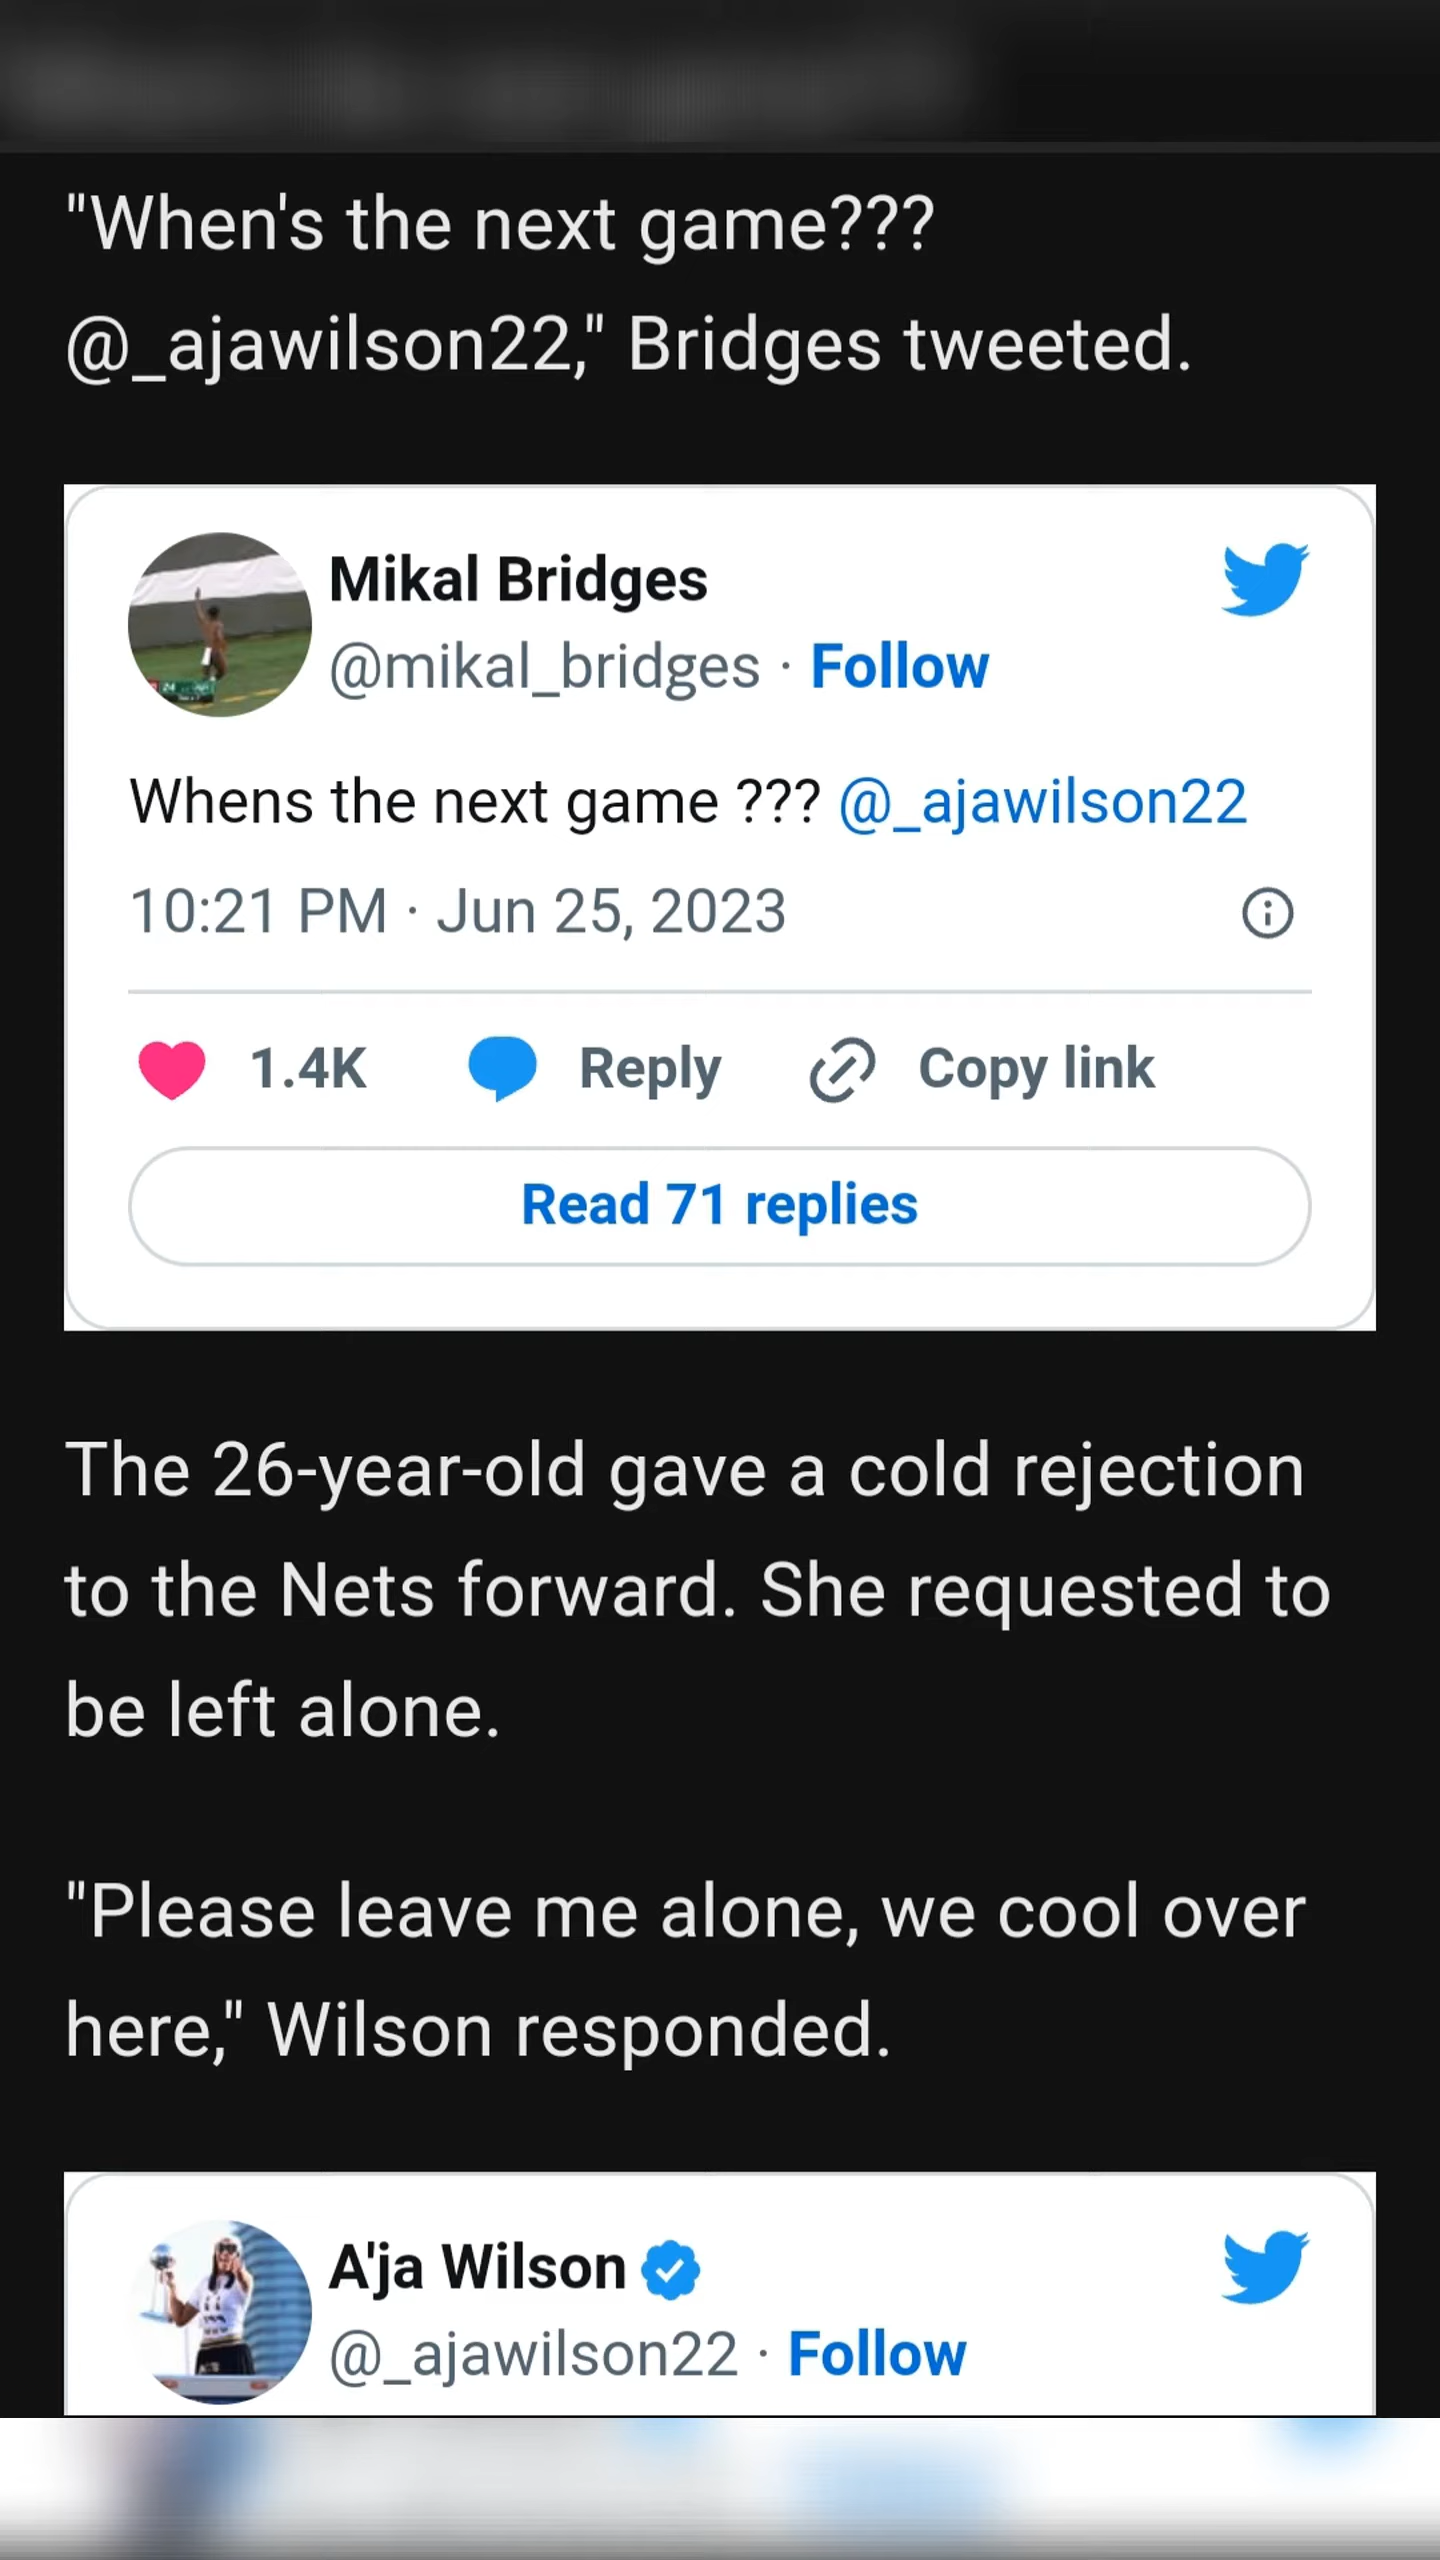 "When's the next game???
@_ajawilson22," Bridges tweeted.
Mikal Bridges
@mikal_bridges · Follow
Whens the next game ??? @_ajawilson22
10:21 PM · Jun 25, 2023
1.4K Reply Copy link
Read 71 replies
The 26-year-old gave a cold rejection
to the Nets forward. She requested to
be left alone.
"Please leave me alone, we cool over
here," Wilson responded.
A'ja Wilson
@_ajawilson22 · Follow